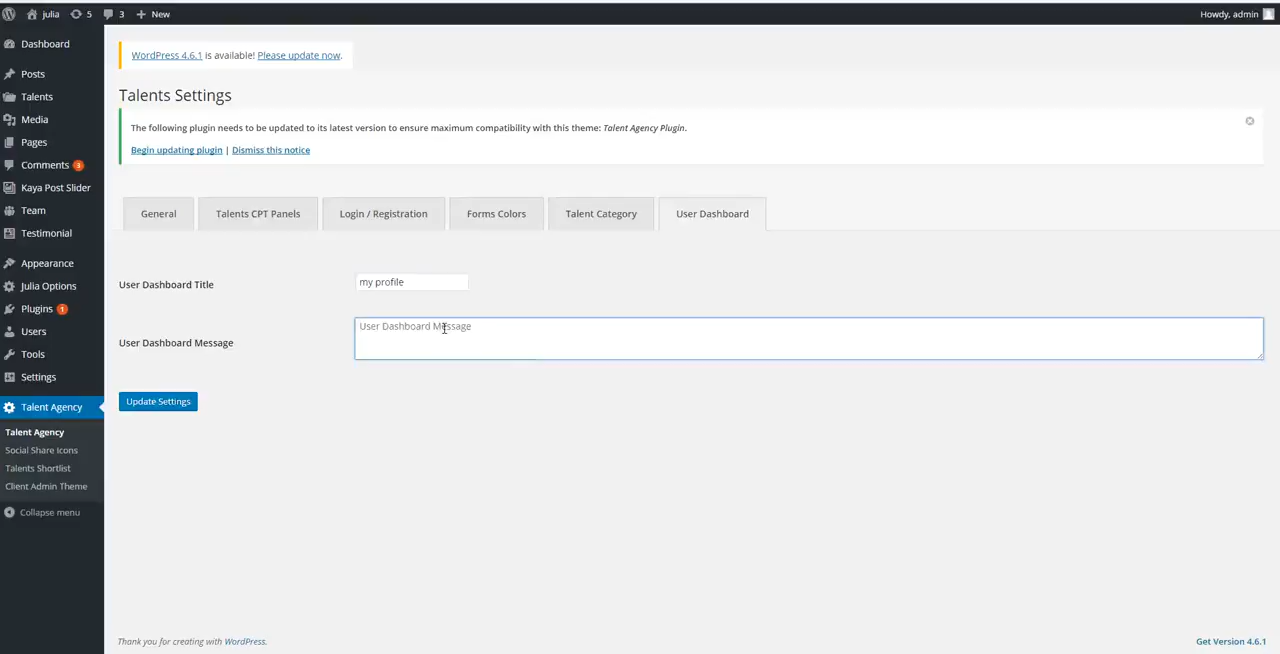 julia 5 3 New Howdy, admin
Dashboard
WordPress 4.6.1 is available! Please update now.
Posts
Talents
Talents Settings
Media
The following plugin needs to be updated to its latest version to ensure maximum compatibility with this theme: Talent Agency Plugin.
Pages
Begin updating plugin | Dismiss this notice
Comments 3
Kaya Post Slider
Team
General Talents CPT Panels Login / Registration Forms Colors Talent Category User Dashboard
Testimonial
Appearance
Julia Options
User Dashboard Title my profile
Plugins 1
Users
User Dashboard Message
User Dashboard Message
Tools
Settings
Update Settings
Talent Agency
Talent Agency
Social Share Icons
Talents Shortlist
Client Admin Theme
Collapse menu
Thank you for creating with WordPress. Get Version 4.6.1